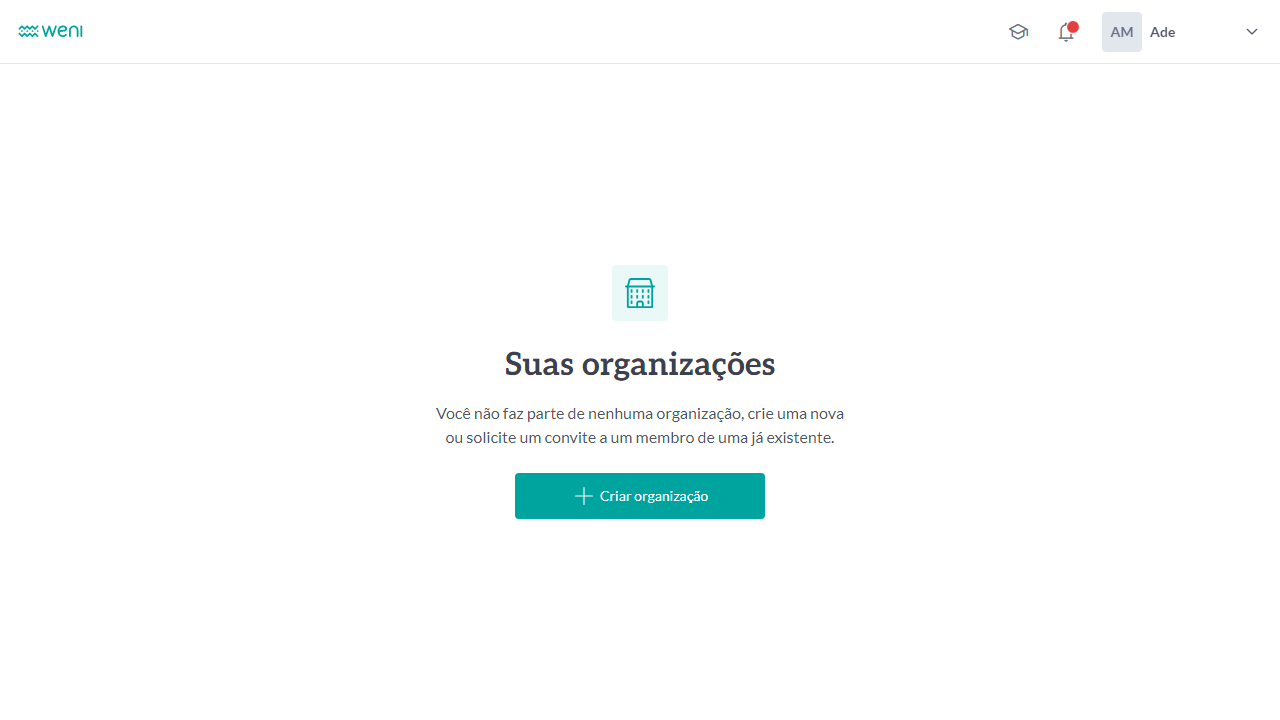 weni
AM
Ade
Suas organizações
Você não faz parte de nenhuma organização, crie uma nova
ou solicite um convite a um membro de uma já existente.
Criar organização